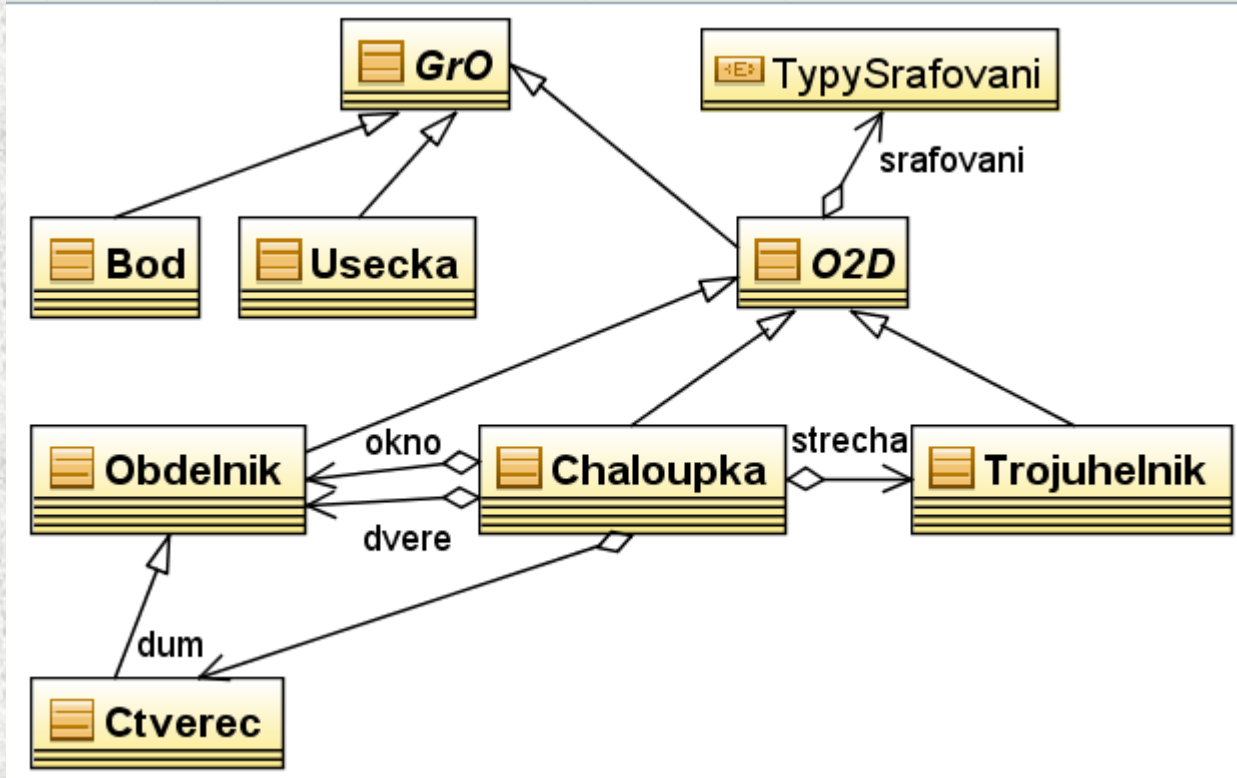 GrO
TypySrafovani
srafovani
Bod
Usecka
O2D
okno
strecha
Obdelnik
Chaloupka
Trojuhelnik
dvere
dum
Ctverec